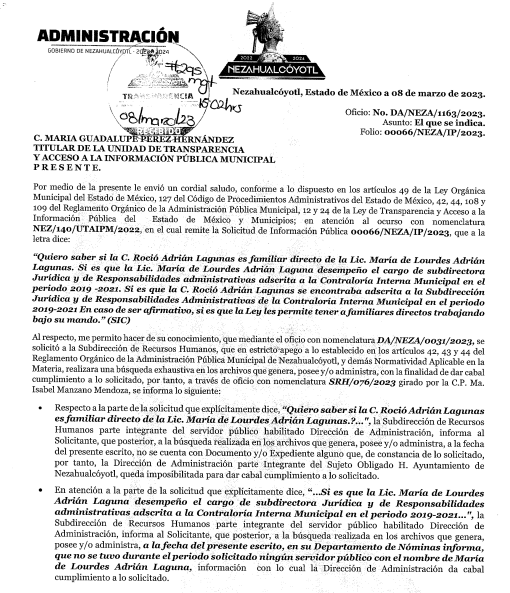 ADMINISTRACIÓN
GOBIERNO DE NEZAHUALCÓYOTL · 2022-2024
2022 2024
NEZAHUALCÓYOTL
TRANSPARENCIA
RECIBIDO
15:02hrs
08/marzo/23
Nezahualcóyotl, Estado de México a 08 de marzo de 2023.
Oficio: No. DA/NEZA/1163/2023.
Asunto: El que se indica.
Folio: 00066/NEZA/IP/2023.
C. MARIA GUADALUPE PEREZ HERNÁNDEZ
TITULAR DE LA UNIDAD DE TRANSPARENCIA
Y ACCESO A LA INFORMACIÓN PÚBLICA MUNICIPAL
P R E S E N T E.
Por medio de la presente le envió un cordial saludo, conforme a lo dispuesto en los artículos 49 de la Ley Orgánica
Municipal del Estado de México, 127 del Código de Procedimientos Administrativos del Estado de México, 42, 44, 108 y
109 del Reglamento Orgánico de la Administración Pública Municipal, 12 y 24 de la Ley de Transparencia y Acceso a la
Información Pública del Estado de México y Municipios; en atención al ocurso con nomenclatura
NEZ/140/UTAIPM/2022, en el cual remite la Solicitud de Información Pública 00066/NEZA/IP/2023, que a la
letra dice:
“Quiero saber si la C. Roció Adrián Lagunas es familiar directo de la Lic. María de Lourdes Adrián
Lagunas. Si es que la Lic. María de Lourdes Adrián Laguna desempeño el cargo de subdirectora
Jurídica y de Responsabilidades administrativas adscrita a la Contraloría Interna Municipal en el
periodo 2019 -2021. Si es que la C. Roció Adrián Lagunas se encontraba adscrita a la Subdirección
Jurídica y de Responsabilidades Administrativas de la Contraloría Interna Municipal en el periodo
2019-2021 En caso de ser afirmativo, si es que la Ley les permite tener a familiares directos trabajando
bajo su mando.” (SIC)
Al respecto, me permito hacer de su conocimiento, que mediante el oficio con nomenclatura DA/NEZA/0031/2023, se
solicitó a la Subdirección de Recursos Humanos, que en estricto apego a lo establecido en los artículos 42, 43 y 44 del
Reglamento Orgánico de la Administración Pública Municipal de Nezahualcóyotl, y demás Normatividad Aplicable en la
Materia, realizara una búsqueda exhaustiva en los archivos que genera, posee y/o administra, con la finalidad de dar cabal
cumplimiento a lo solicitado, por tanto, a través de oficio con nomenclatura SRH/076/2023 girado por la C.P. Ma.
Isabel Manzano Mendoza, se informa lo siguiente:
• Respecto a la parte de la solicitud que explícitamente dice, “Quiero saber si la C. Roció Adrián Lagunas
es familiar directo de la Lic. María de Lourdes Adrián Lagunas.?...”, la Subdirección de Recursos
Humanos parte integrante del servidor público habilitado Dirección de Administración, informa al
Solicitante, que posterior, a la búsqueda realizada en los archivos que genera, posee y/o administra, a la fecha
del presente escrito, no se cuenta con Documento y/o Expediente alguno que, de constancia de lo solicitado,
por tanto, la Dirección de Administración parte Integrante del Sujeto Obligado H. Ayuntamiento de
Nezahualcóyotl, queda imposibilitada para dar cabal cumplimiento a lo solicitado.
• En atención a la parte de la solicitud que explícitamente dice, “...Si es que la Lic. María de Lourdes
Adrián Laguna desempeño el cargo de subdirectora Jurídica y de Responsabilidades
administrativas adscrita a la Contraloría Interna Municipal en el periodo 2019-2021...”, la
Subdirección de Recursos Humanos parte integrante del servidor público habilitado Dirección de
Administración, informa al Solicitante, que posterior, a la búsqueda realizada en los archivos que genera,
posee y/o administra, a la fecha del presente escrito, en su Departamento de Nóminas informa,
que no se tuvo durante el periodo solicitado ningún servidor público con el nombre de María
de Lourdes Adrián Laguna, información con lo cual la Dirección de Administración da cabal
cumplimiento a lo solicitado.